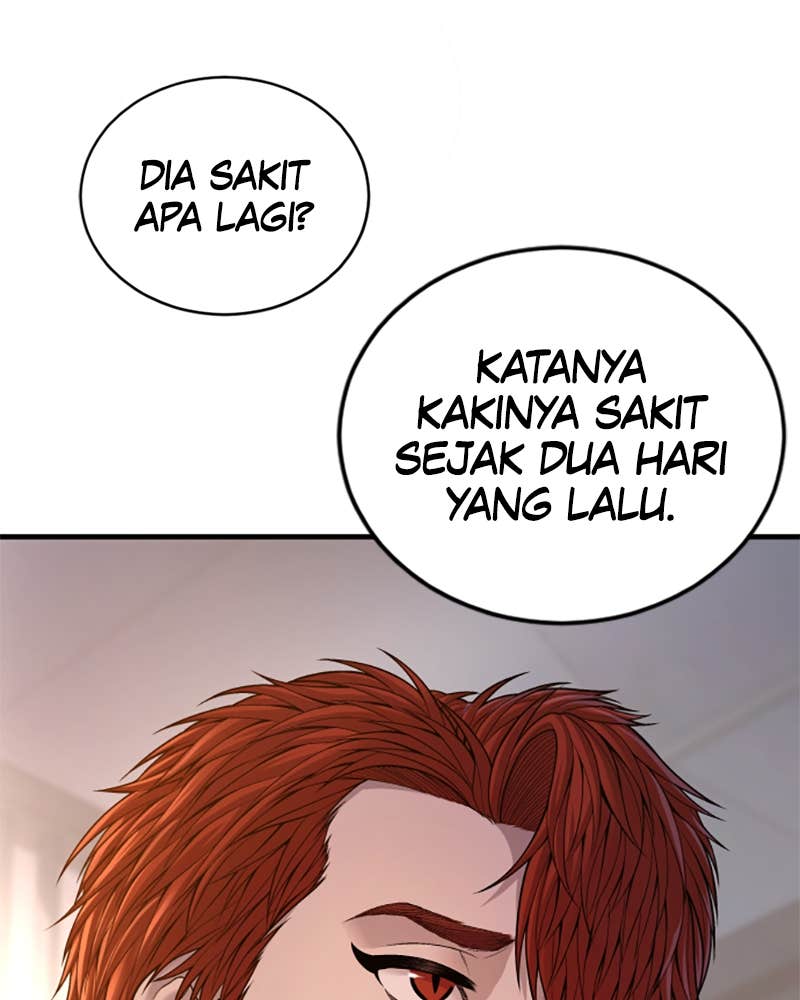 DIA SAKIT
APA LAGI?
KATANYA
KAKINYA SAKIT
SEJAK DUA HARI
YANG LALU.